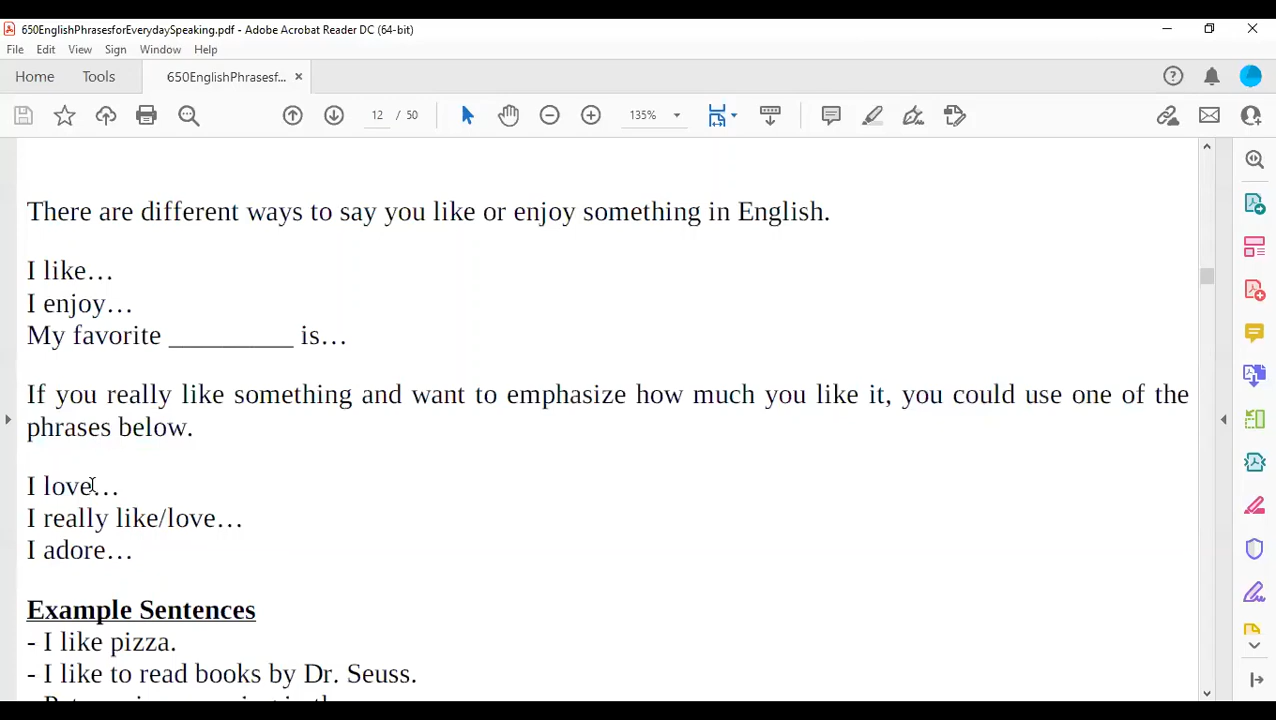 650EnglishPhrasesforEverydaySpeaking.pdf - Adobe Acrobat Reader DC (64-bit)
File Edit View Sign Window Help
Home Tools 650EnglishPhrasesf... ×
12 / 50 135%
There are different ways to say you like or enjoy something in English.
I like…
I enjoy…
My favorite _________ is…
If you really like something and want to emphasize how much you like it, you could use one of the
phrases below.
I love…
I really like/love…
I adore…
Example Sentences
- I like pizza.
- I like to read books by Dr. Seuss.